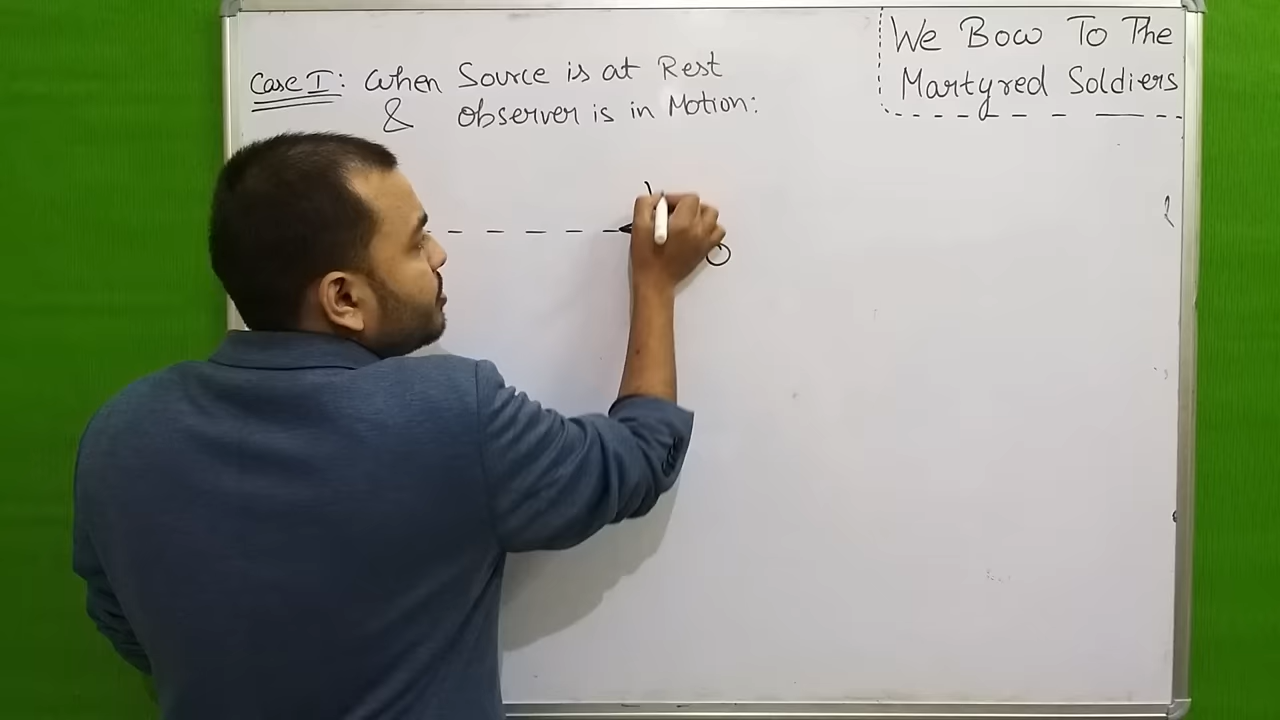 Case I: When Source is at Rest
& observer is in Motion:
We Bow To The
Martyred Soldiers
O